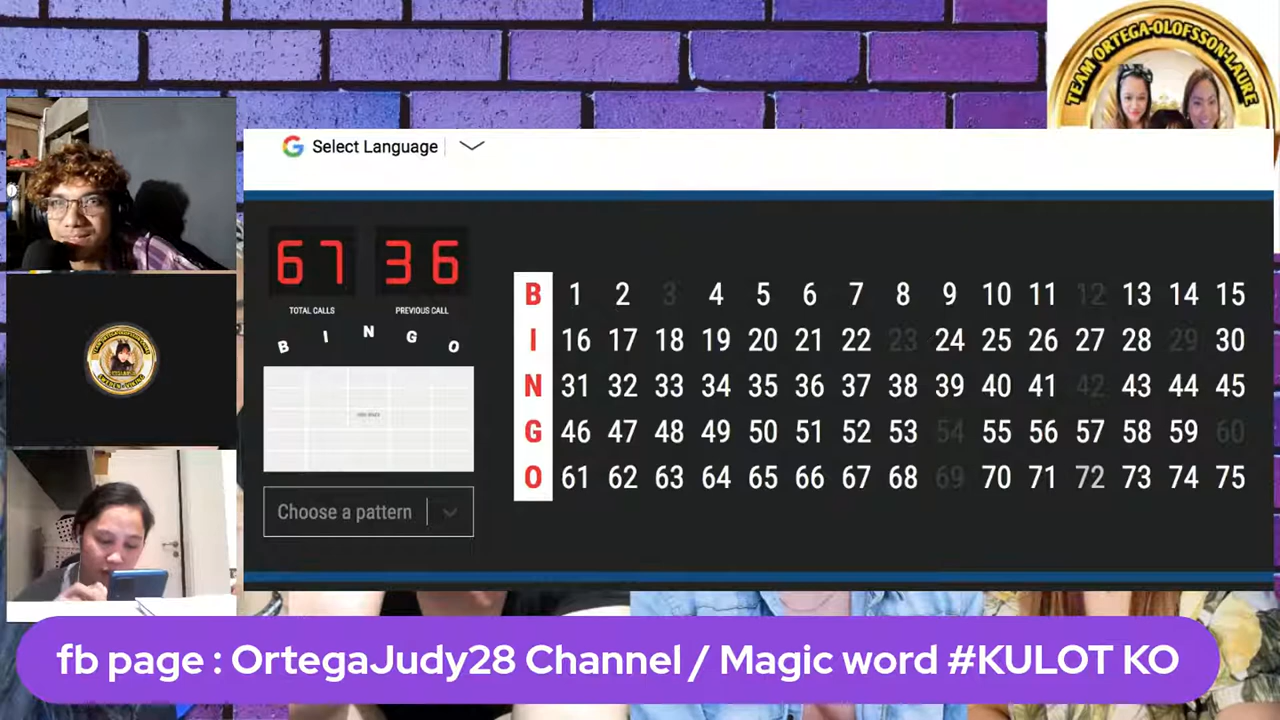 TEAM ORTEGA-OLOFSSON-LAURE
Select Language
67 36
TOTAL CALLS PREVIOUS CALL
B I N G O
Choose a pattern
B 1 2 3 4 5 6 7 8 9 10 11 12 13 14 15
I 16 17 18 19 20 21 22 23 24 25 26 27 28 29 30
N 31 32 33 34 35 36 37 38 39 40 41 42 43 44 45
G 46 47 48 49 50 51 52 53 54 55 56 57 58 59 60
O 61 62 63 64 65 66 67 68 69 70 71 72 73 74 75
fb page : OrtegaJudy28 Channel / Magic word #KULOT KO